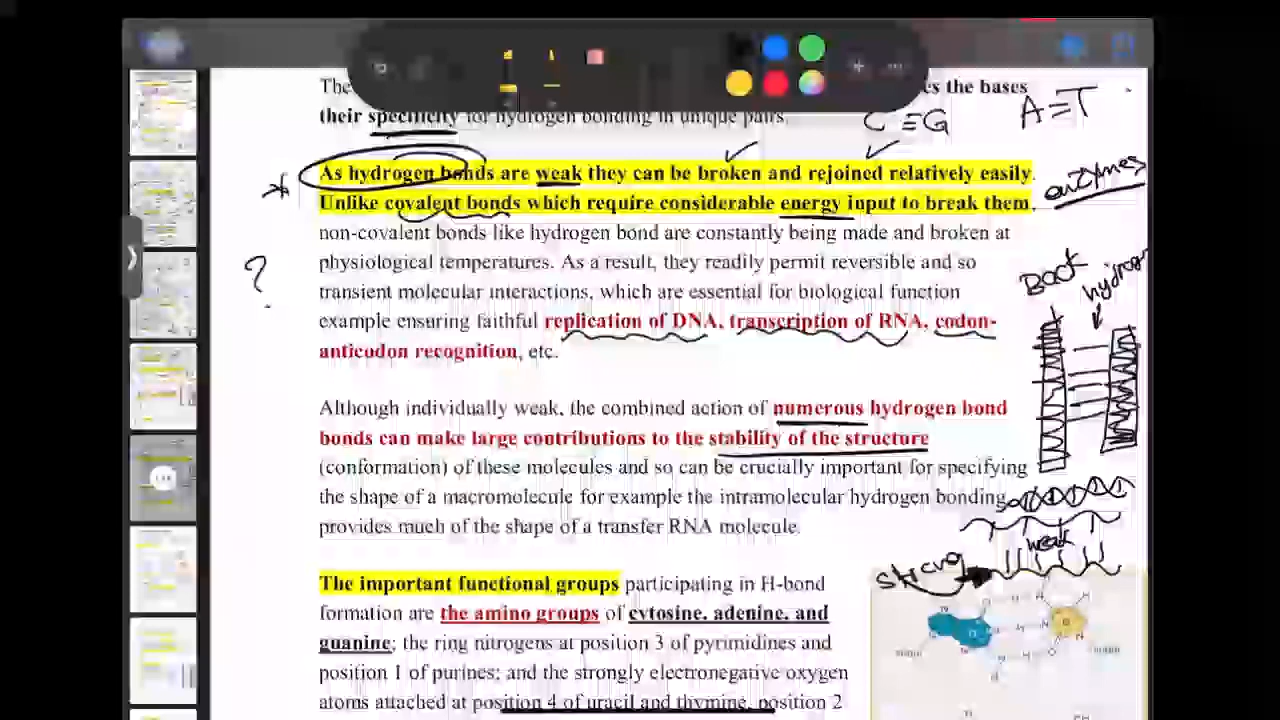 The
es the bases
their specificity for hydrogen bonding in unique pairs.
C≡G
A=T
As hydrogen bonds are weak they can be broken and rejoined relatively easily.
Unlike covalent bonds which require considerable energy input to break them,
enzymes
non-covalent bonds like hydrogen bond are constantly being made and broken at
physiological temperatures. As a result, they readily permit reversible and so
?
transient molecular interactions, which are essential for biological function
example ensuring faithful replication of DNA, transcription of RNA, codon-
anticodon recognition, etc.
Back
hydrogen
Although individually weak, the combined action of numerous hydrogen bond
bonds can make large contributions to the stability of the structure
(conformation) of these molecules and so can be crucially important for specifying
the shape of a macromolecule for example the intramolecular hydrogen bonding
provides much of the shape of a transfer RNA molecule.
weak
strong
The important functional groups participating in H-bond
formation are the amino groups of cytosine, adenine, and
guanine; the ring nitrogens at position 3 of pyrimidines and
position 1 of purines; and the strongly electronegative oxygen
atoms attached at position 4 of uracil and thymine, position 2